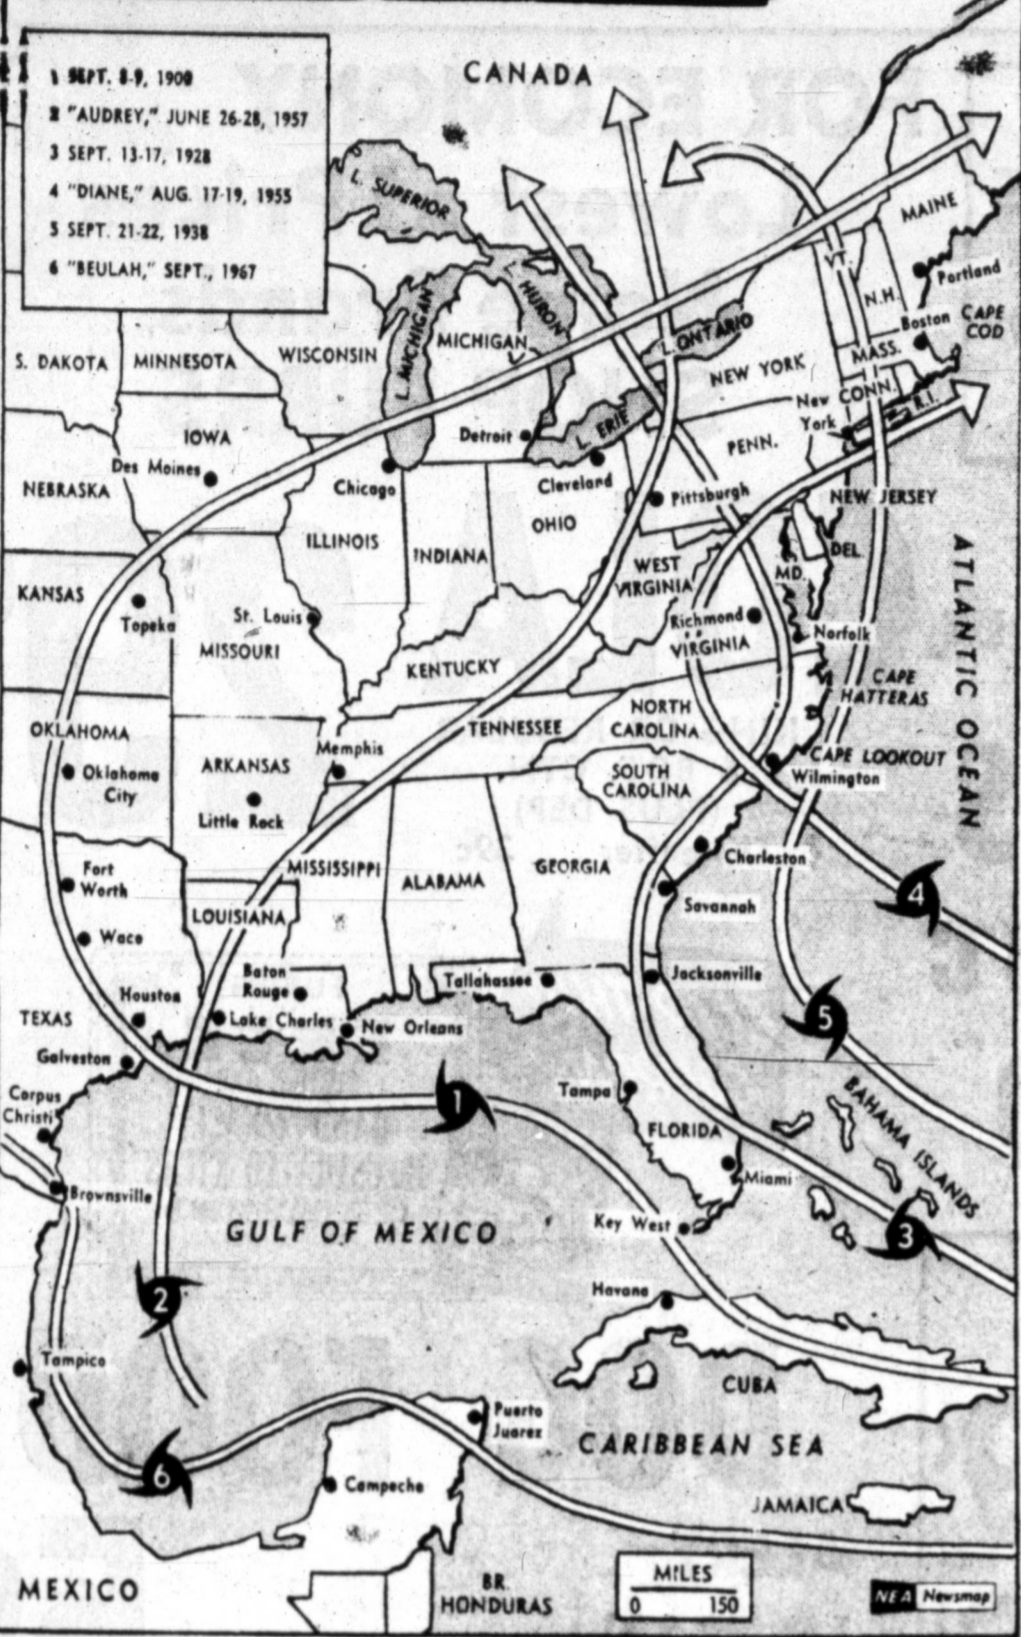 1 SEPT. 8-9, 1900
2 "AUDREY," JUNE 26-28, 1957
3 SEPT. 13-17, 1928
4 "DIANE," AUG. 17-19, 1955
5 SEPT. 21-22, 1938
6 "BEULAH," SEPT., 1967
CANADA
L. SUPERIOR
MAINE
VT.
Portland
L. HURON
L. MICHIGAN
N.H.
Boston
CAPE
COD
S. DAKOTA
MINNESOTA
WISCONSIN
MICHIGAN
L. ONTARIO
MASS.
NEW YORK
CONN.
R.I.
New
York
IOWA
Detroit
L. ERIE
PENN.
Des Moines
NEBRASKA
Chicago
Cleveland
Pittsburgh
NEW JERSEY
ILLINOIS
INDIANA
OHIO
DEL.
WEST
VIRGINIA
MD.
KANSAS
Topeka
St. Louis
MISSOURI
KENTUCKY
Richmond
VIRGINIA
Norfolk
ATLANTIC OCEAN
CAPE
HATTERAS
OKLAHOMA
Oklahoma
City
ARKANSAS
Memphis
TENNESSEE
NORTH
CAROLINA
CAPE LOOKOUT
Wilmington
SOUTH
CAROLINA
Little Rock
Charleston
Fort
Worth
MISSISSIPPI
ALABAMA
GEORGIA
4
Savannah
LOUISIANA
Waco
Baton
Rouge
Tallahassee
Jacksonville
Houston
TEXAS
Lake Charles
New Orleans
5
Galveston
Corpus
Christi
1
Tampa
FLORIDA
BAHAMA ISLANDS
Miami
Brownsville
GULF OF MEXICO
Key West
3
2
Havana
Tampico
CUBA
Puerto
Juarez
CARIBBEAN SEA
6
Campeche
JAMAICA
MEXICO
BR.
HONDURAS
MILES
0 150
NEA Newsmap